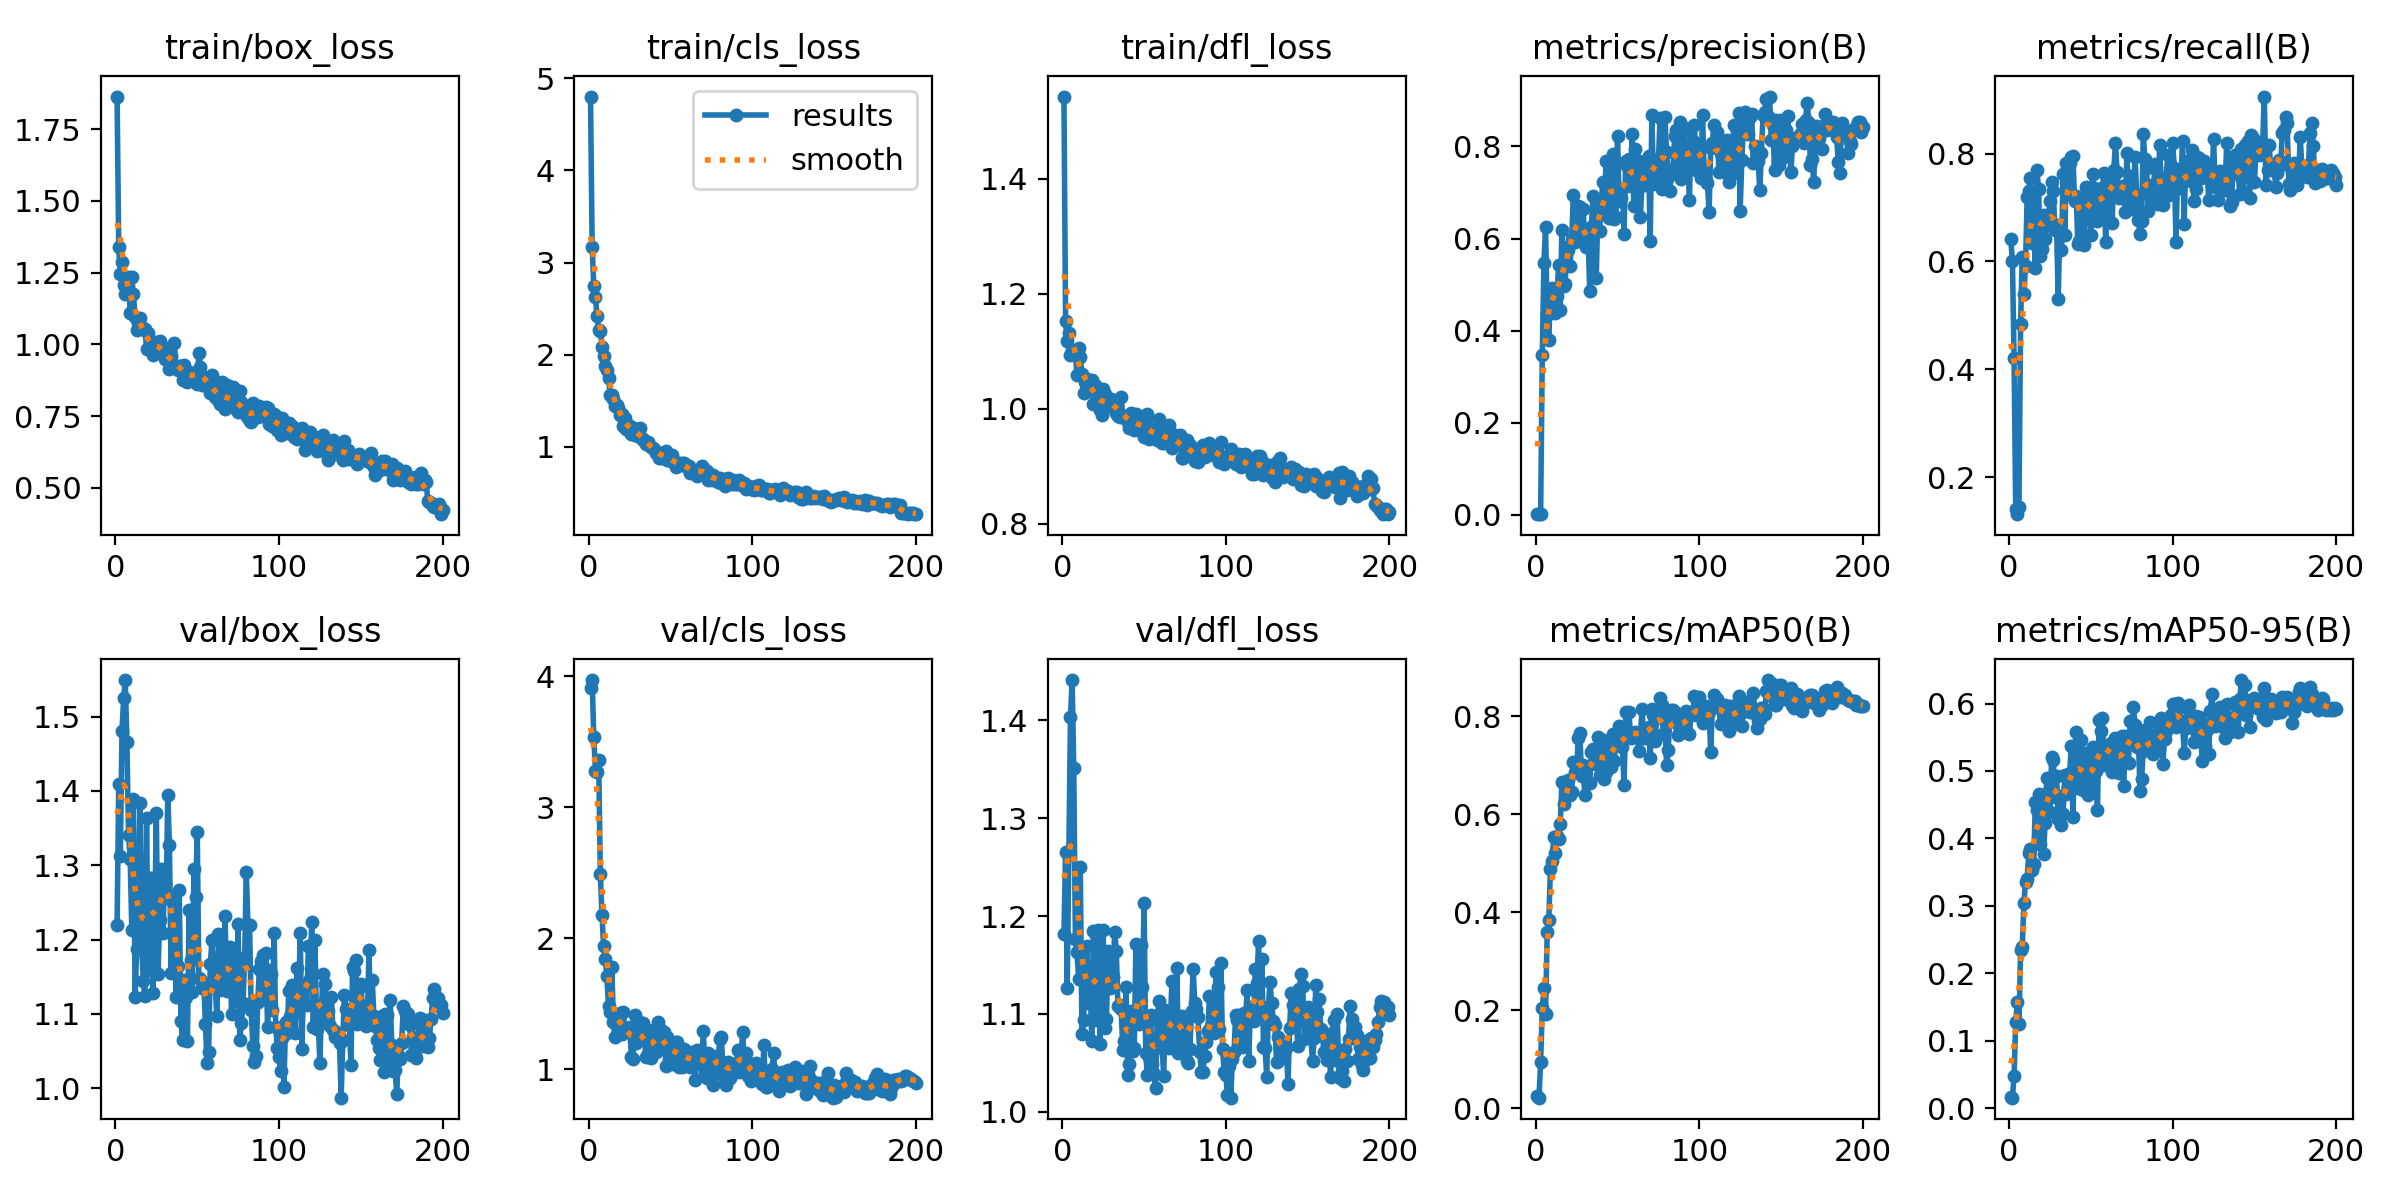 train/box_loss
1.75
1.50
1.25
1.00
0.75
0.50
0 100 200
train/cls_loss
5
4
3
2
1
results
smooth
0 100 200
train/dfl_loss
1.4
1.2
1.0
0.8
0 100 200
metrics/precision(B)
0.8
0.6
0.4
0.2
0.0
0 100 200
metrics/recall(B)
0.8
0.6
0.4
0.2
0 100 200
val/box_loss
1.5
1.4
1.3
1.2
1.1
1.0
0 100 200
val/cls_loss
4
3
2
1
0 100 200
val/dfl_loss
1.4
1.3
1.2
1.1
1.0
0 100 200
metrics/mAP50(B)
0.8
0.6
0.4
0.2
0.0
0 100 200
metrics/mAP50-95(B)
0.6
0.5
0.4
0.3
0.2
0.1
0.0
0 100 200